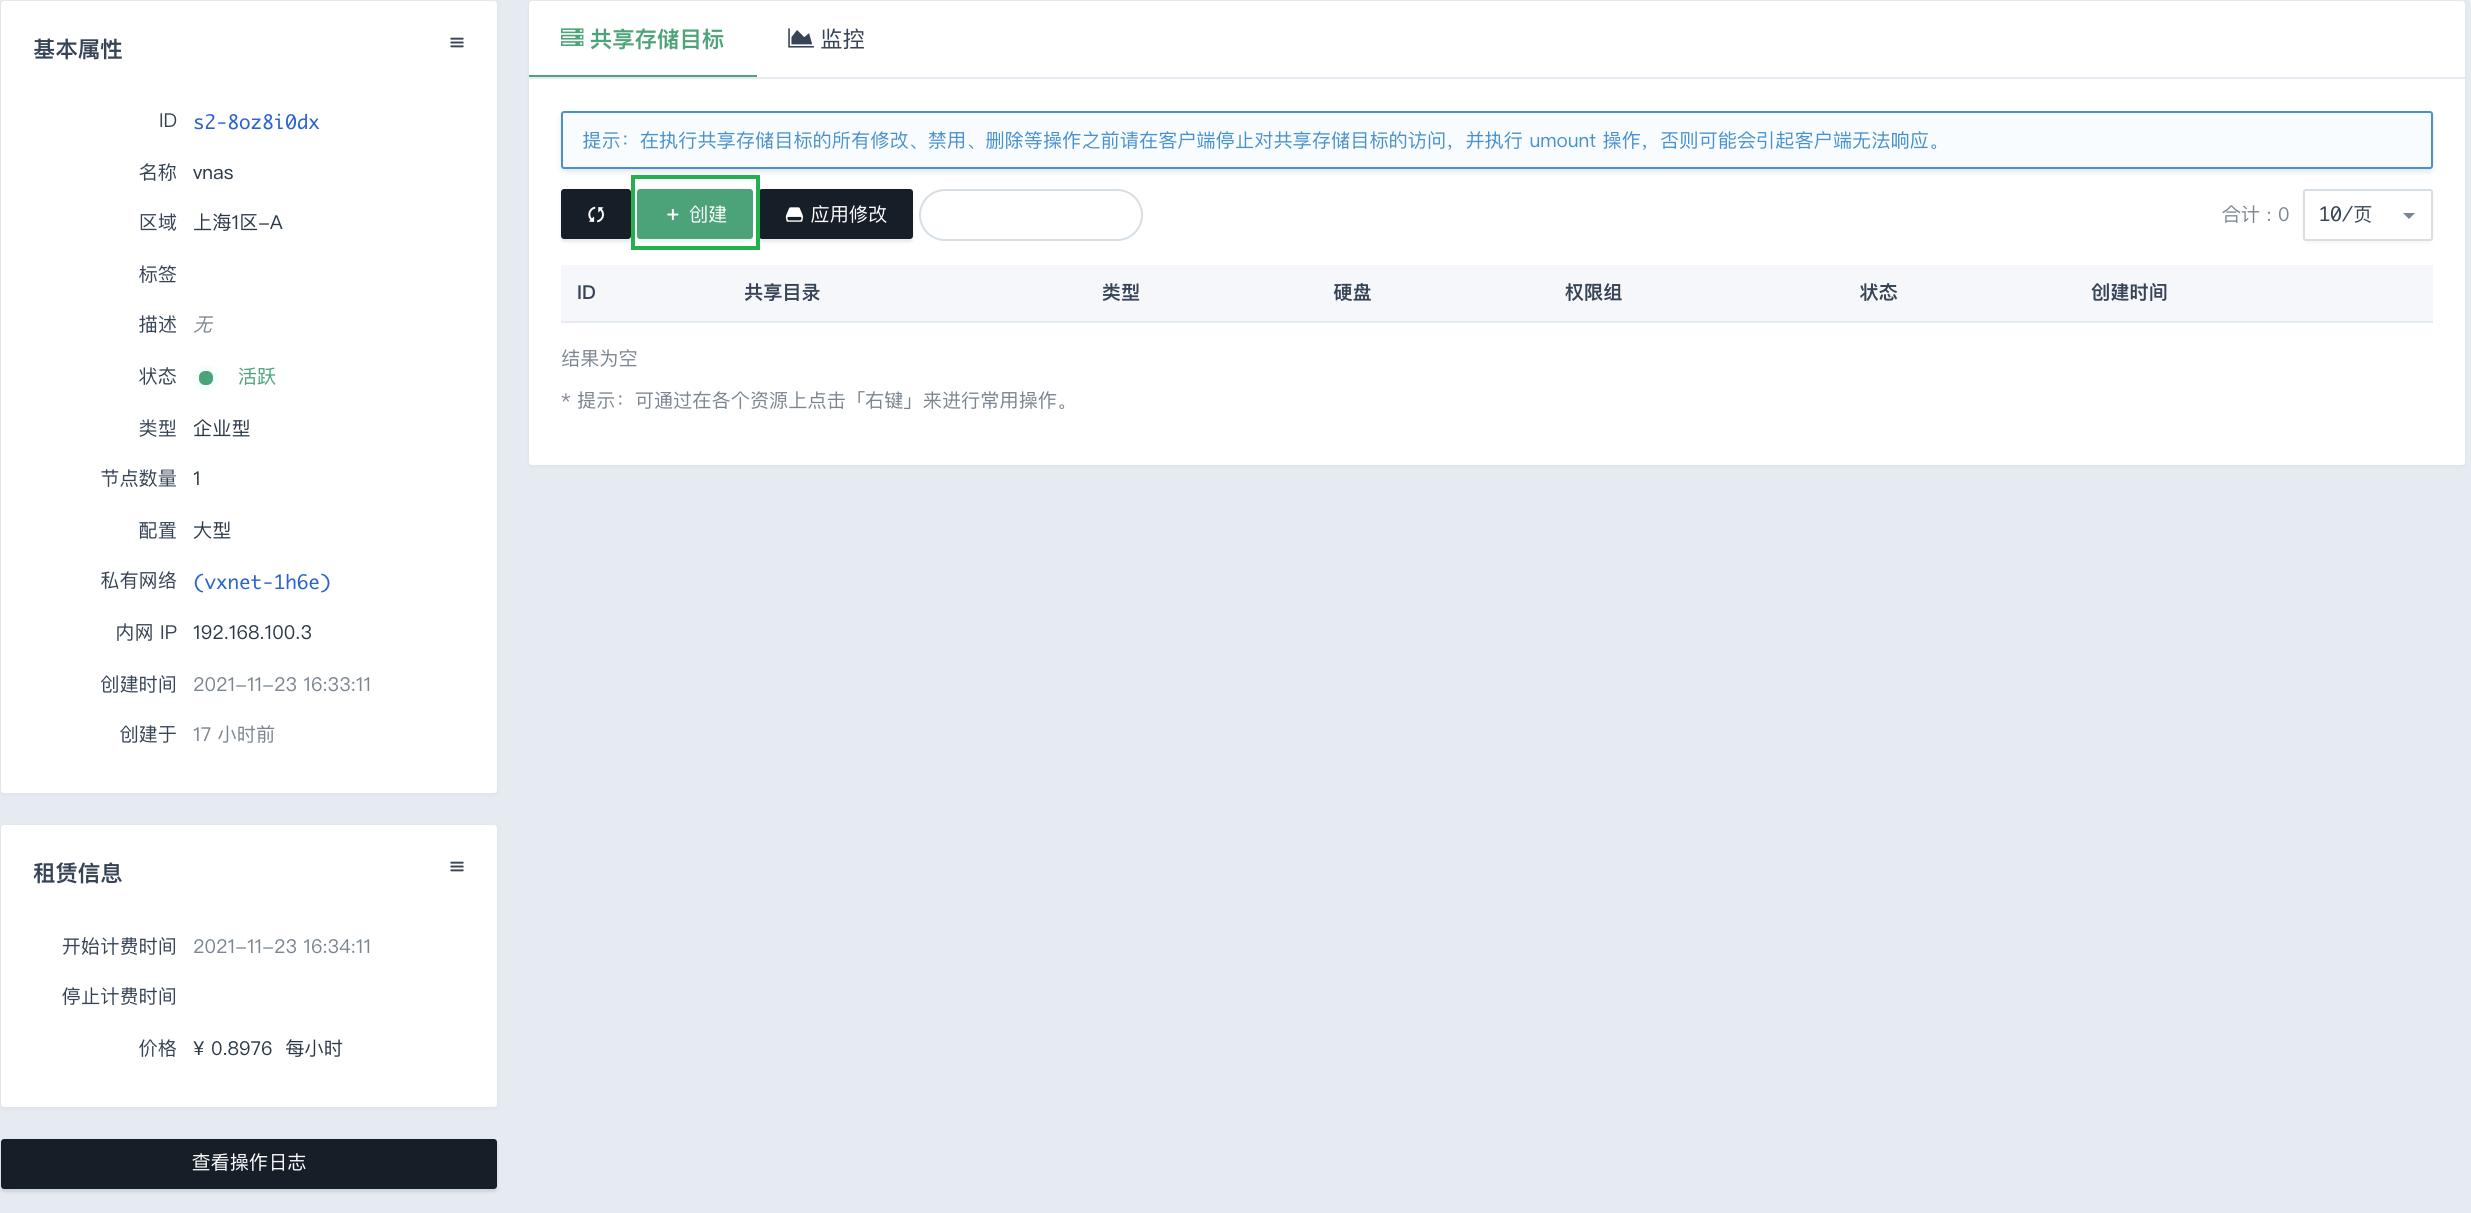 基本属性
ID s2-8oz8i0dx
名称 vnas
区域 上海1区-A
标签
描述 无
状态 活跃
类型 企业型
节点数量 1
配置 大型
私有网络 (vxnet-1h6e)
内网 IP 192.168.100.3
创建时间 2021-11-23 16:33:11
创建于 17 小时前
租赁信息
开始计费时间 2021-11-23 16:34:11
停止计费时间
价格 ¥ 0.8976 每小时
查看操作日志
共享存储目标 监控
提示：在执行共享存储目标的所有修改、禁用、删除等操作之前请在客户端停止对共享存储目标的访问，并执行 umount 操作，否则可能会引起客户端无法响应。
+ 创建 应用修改 合计 : 0 10/页
ID 共享目录 类型 硬盘 权限组 状态 创建时间
结果为空
* 提示：可通过在各个资源上点击「右键」来进行常用操作。